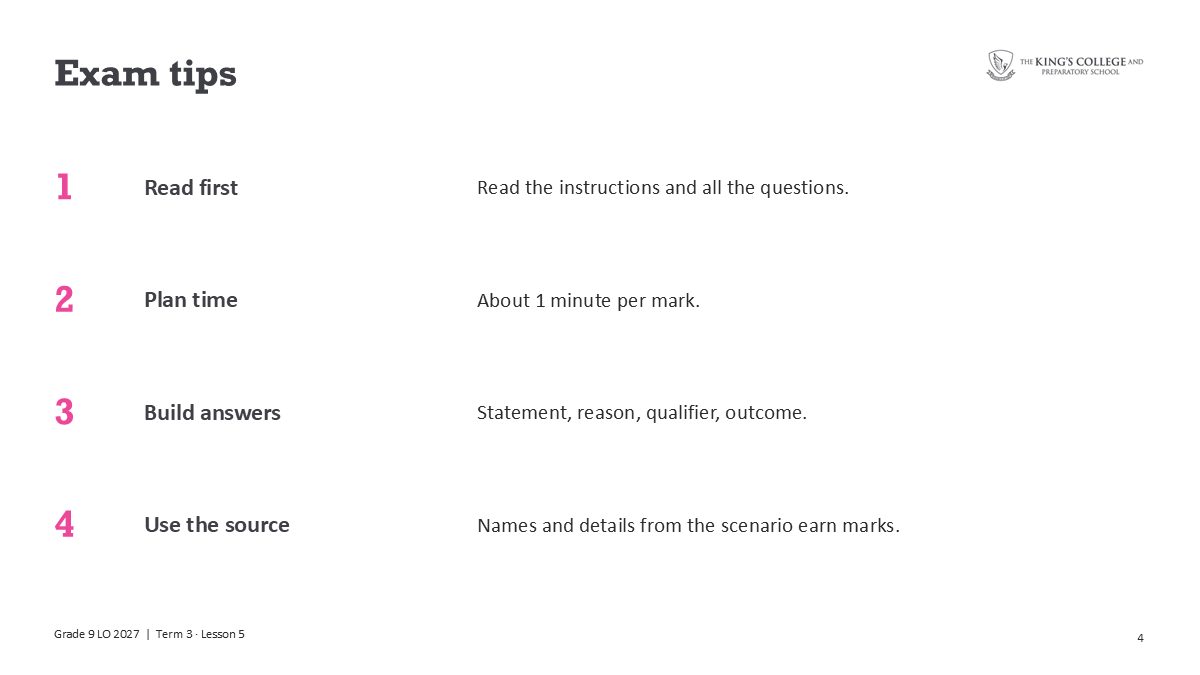 Exam tips
THE KING'S COLLEGE AND
PREPARATORY SCHOOL
1 Read first Read the instructions and all the questions.
2 Plan time About 1 minute per mark.
3 Build answers Statement, reason, qualifier, outcome.
4 Use the source Names and details from the scenario earn marks.
Grade 9 LO 2027 | Term 3 · Lesson 5
4